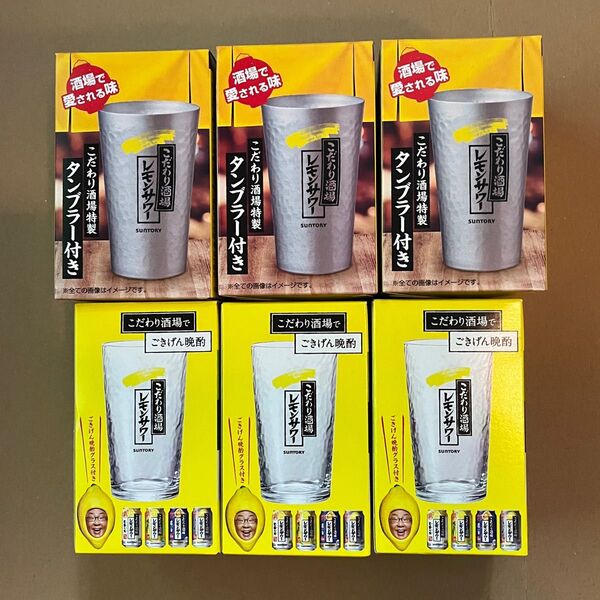 酒場で
愛される味
こだわり酒場特製
タンブラー付き
こだわり酒場
レモンサワー
SUNTORY
※全ての画像はイメージです。
酒場で
愛される味
こだわり酒場特製
タンブラー付き
こだわり酒場
レモンサワー
SUNTORY
※全ての画像はイメージです。
酒場で
愛される味
こだわり酒場特製
タンブラー付き
こだわり酒場
レモンサワー
SUNTORY
※全ての画像はイメージです。
こだわり酒場で
ごきげん晩酌
こだわり酒場
レモンサワー
SUNTORY
ごきげん晩酌グラス付き
こだわり酒場で
ごきげん晩酌
こだわり酒場
レモンサワー
SUNTORY
ごきげん晩酌グラス付き
こだわり酒場で
ごきげん晩酌
こだわり酒場
レモンサワー
SUNTORY
ごきげん晩酌グラス付き